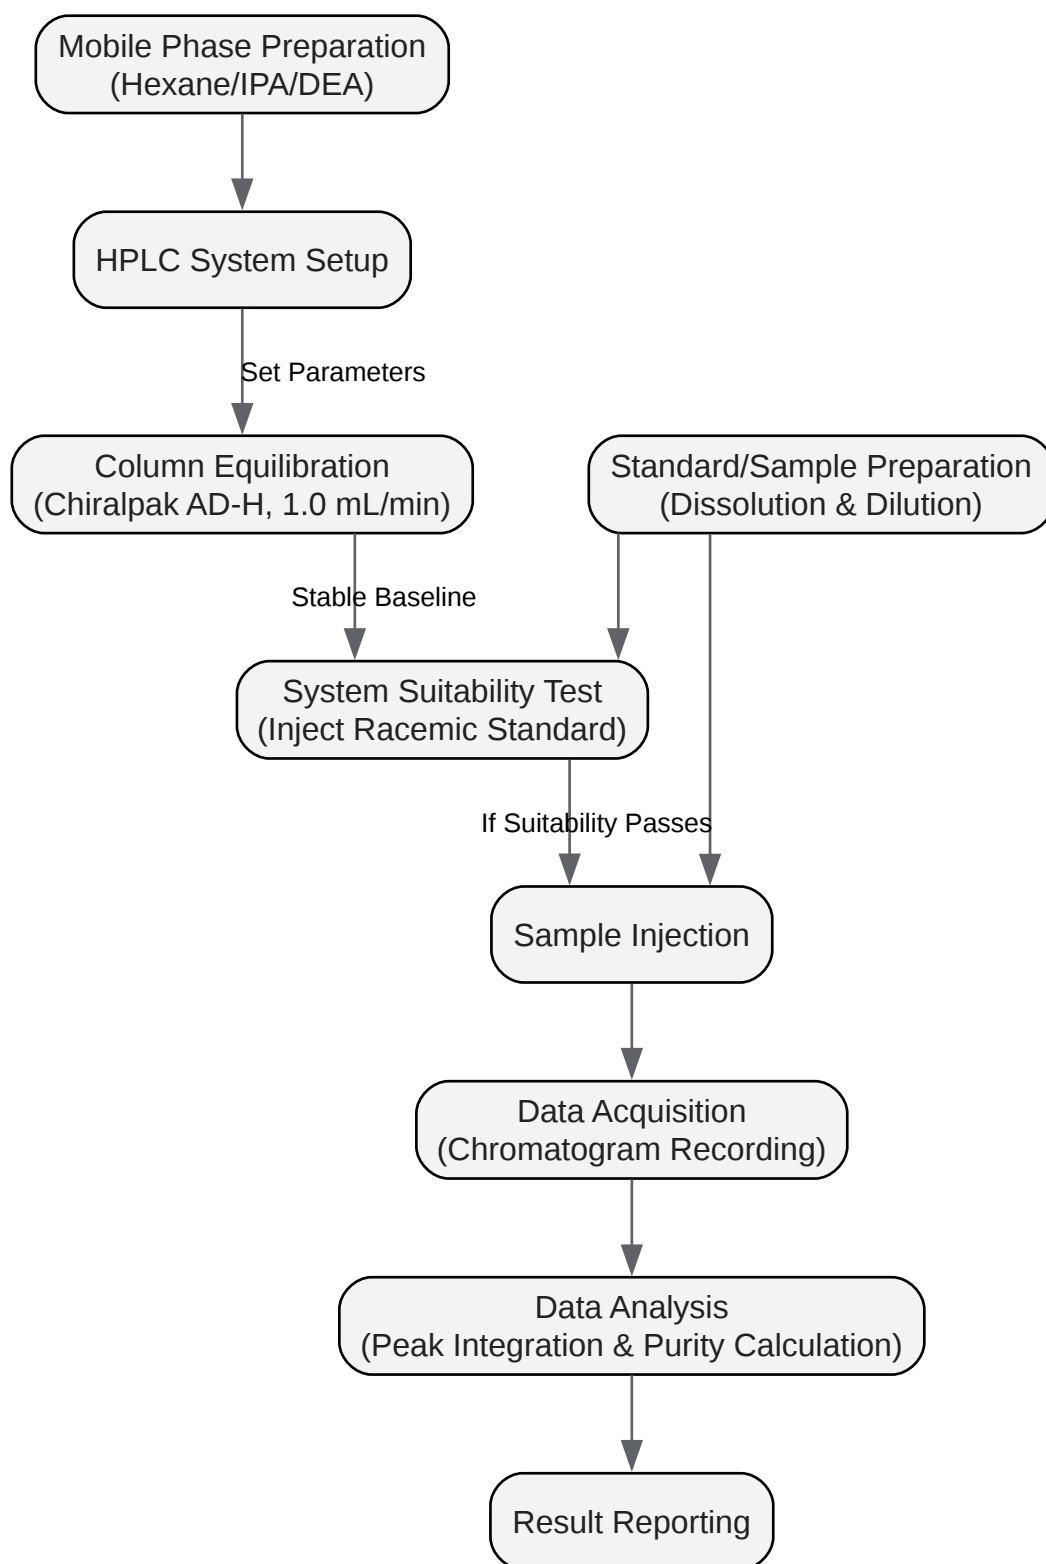 Mobile Phase Preparation
(Hexane/IPA/DEA)
HPLC System Setup
Set Parameters
Column Equilibration
(Chiralpak AD-H, 1.0 mL/min)
Standard/Sample Preparation
(Dissolution & Dilution)
Stable Baseline
System Suitability Test
(Inject Racemic Standard)
If Suitability Passes
Sample Injection
Data Acquisition
(Chromatogram Recording)
Data Analysis
(Peak Integration & Purity Calculation)
Result Reporting